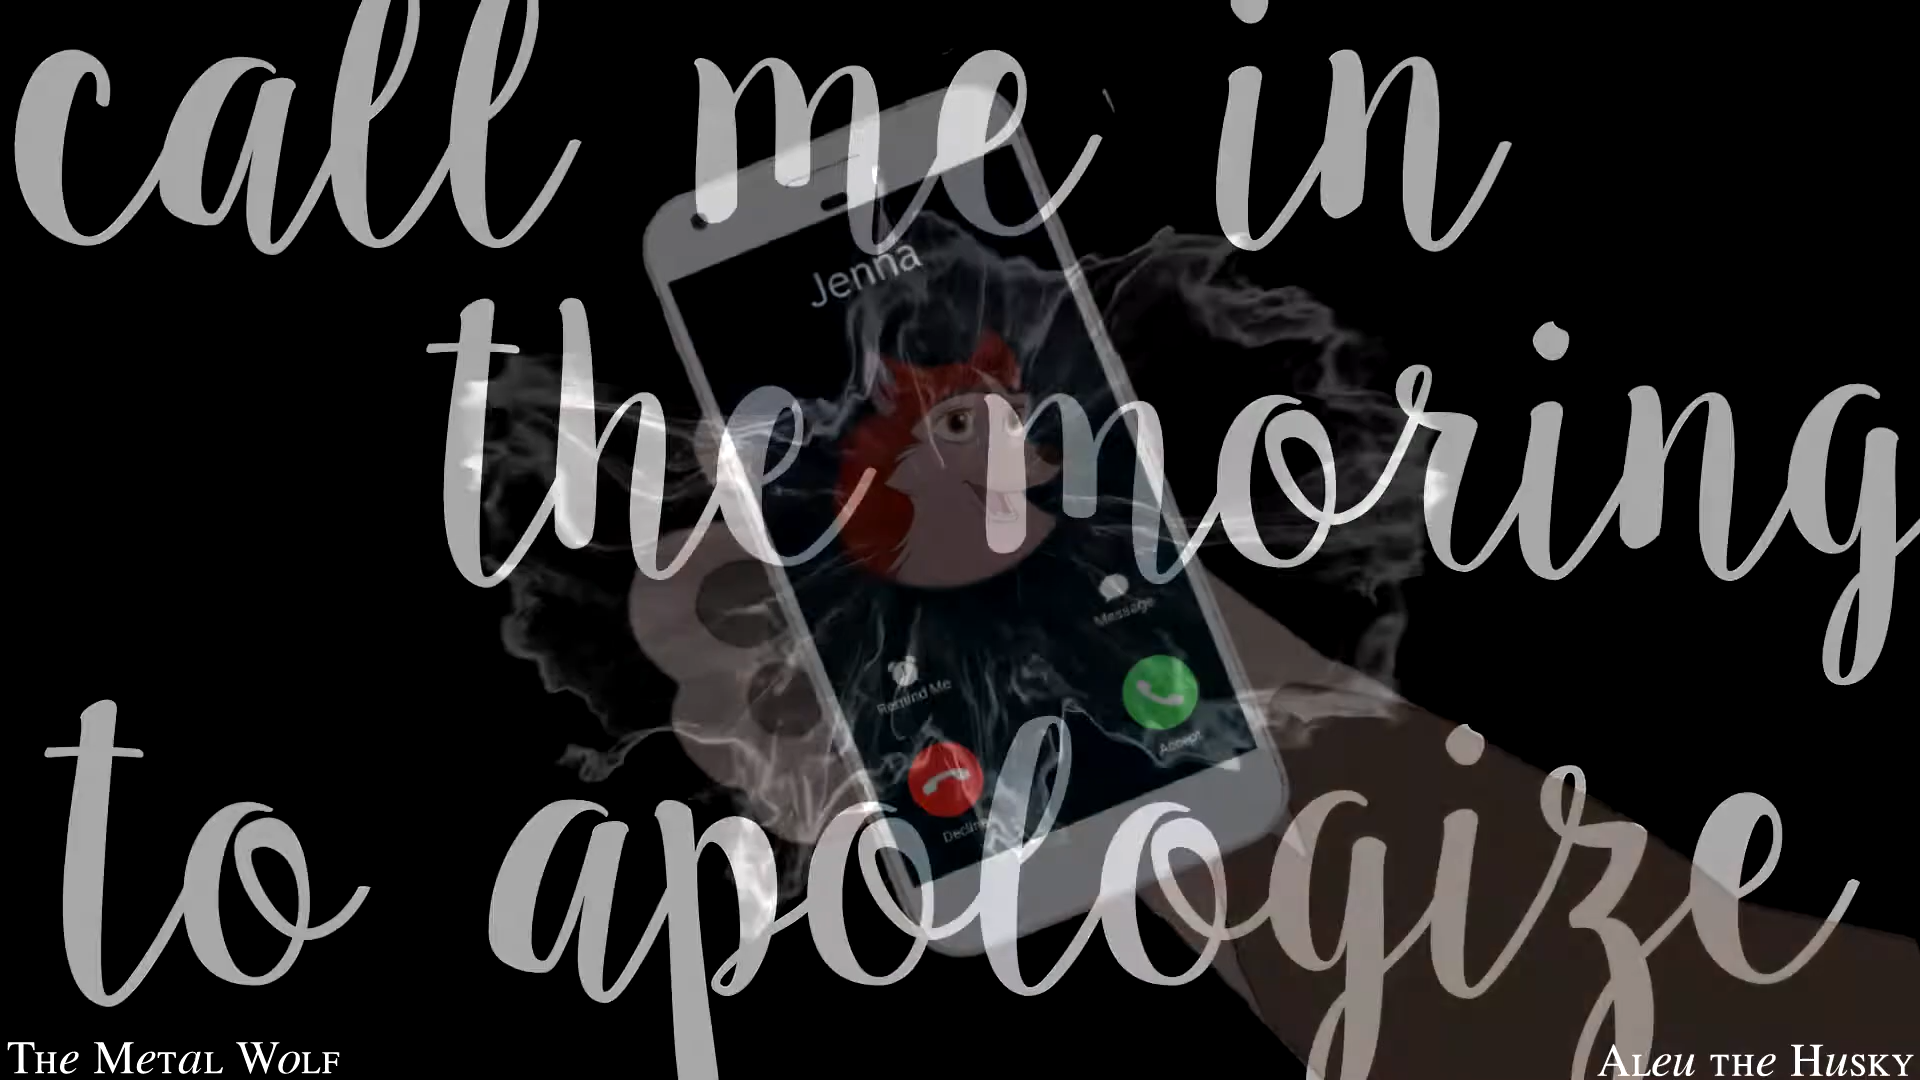 call me in
Jenna
the moring
Message
Remind Me
Accept
Decline
to apologize
The Metal Wolf
Aleu the Husky